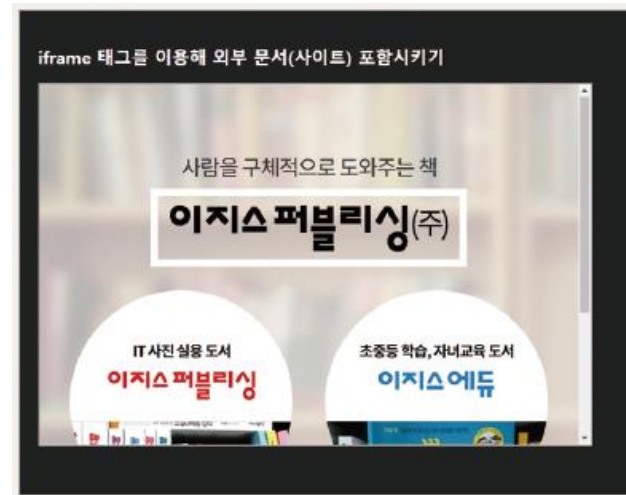 iframe 태그를 이용해 외부 문서(사이트) 포함시키기
사람을 구체적으로 도와주는 책
이지스퍼블리싱(주)
IT 사진 실용 도서
이지스퍼블리싱
초중등 학습, 자녀교육 도서
이지스에듀